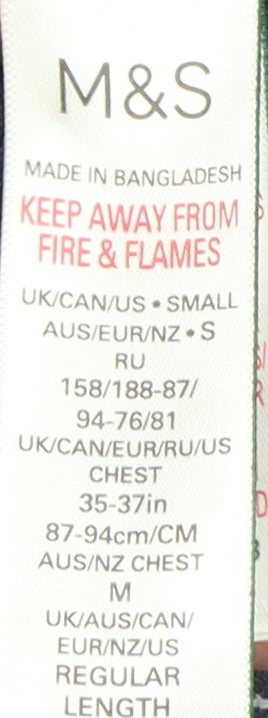 M&S
MADE IN BANGLADESH
KEEP AWAY FROM
FIRE & FLAMES
UK/CAN/US • SMALL
AUS/EUR/NZ • S
RU
158/188-87/
94-76/81
UK/CAN/EUR/RU/US
CHEST
35-37in
87-94cm/CM
AUS/NZ CHEST
M
UK/AUS/CAN/
EUR/NZ/US
REGULAR
LENGTH